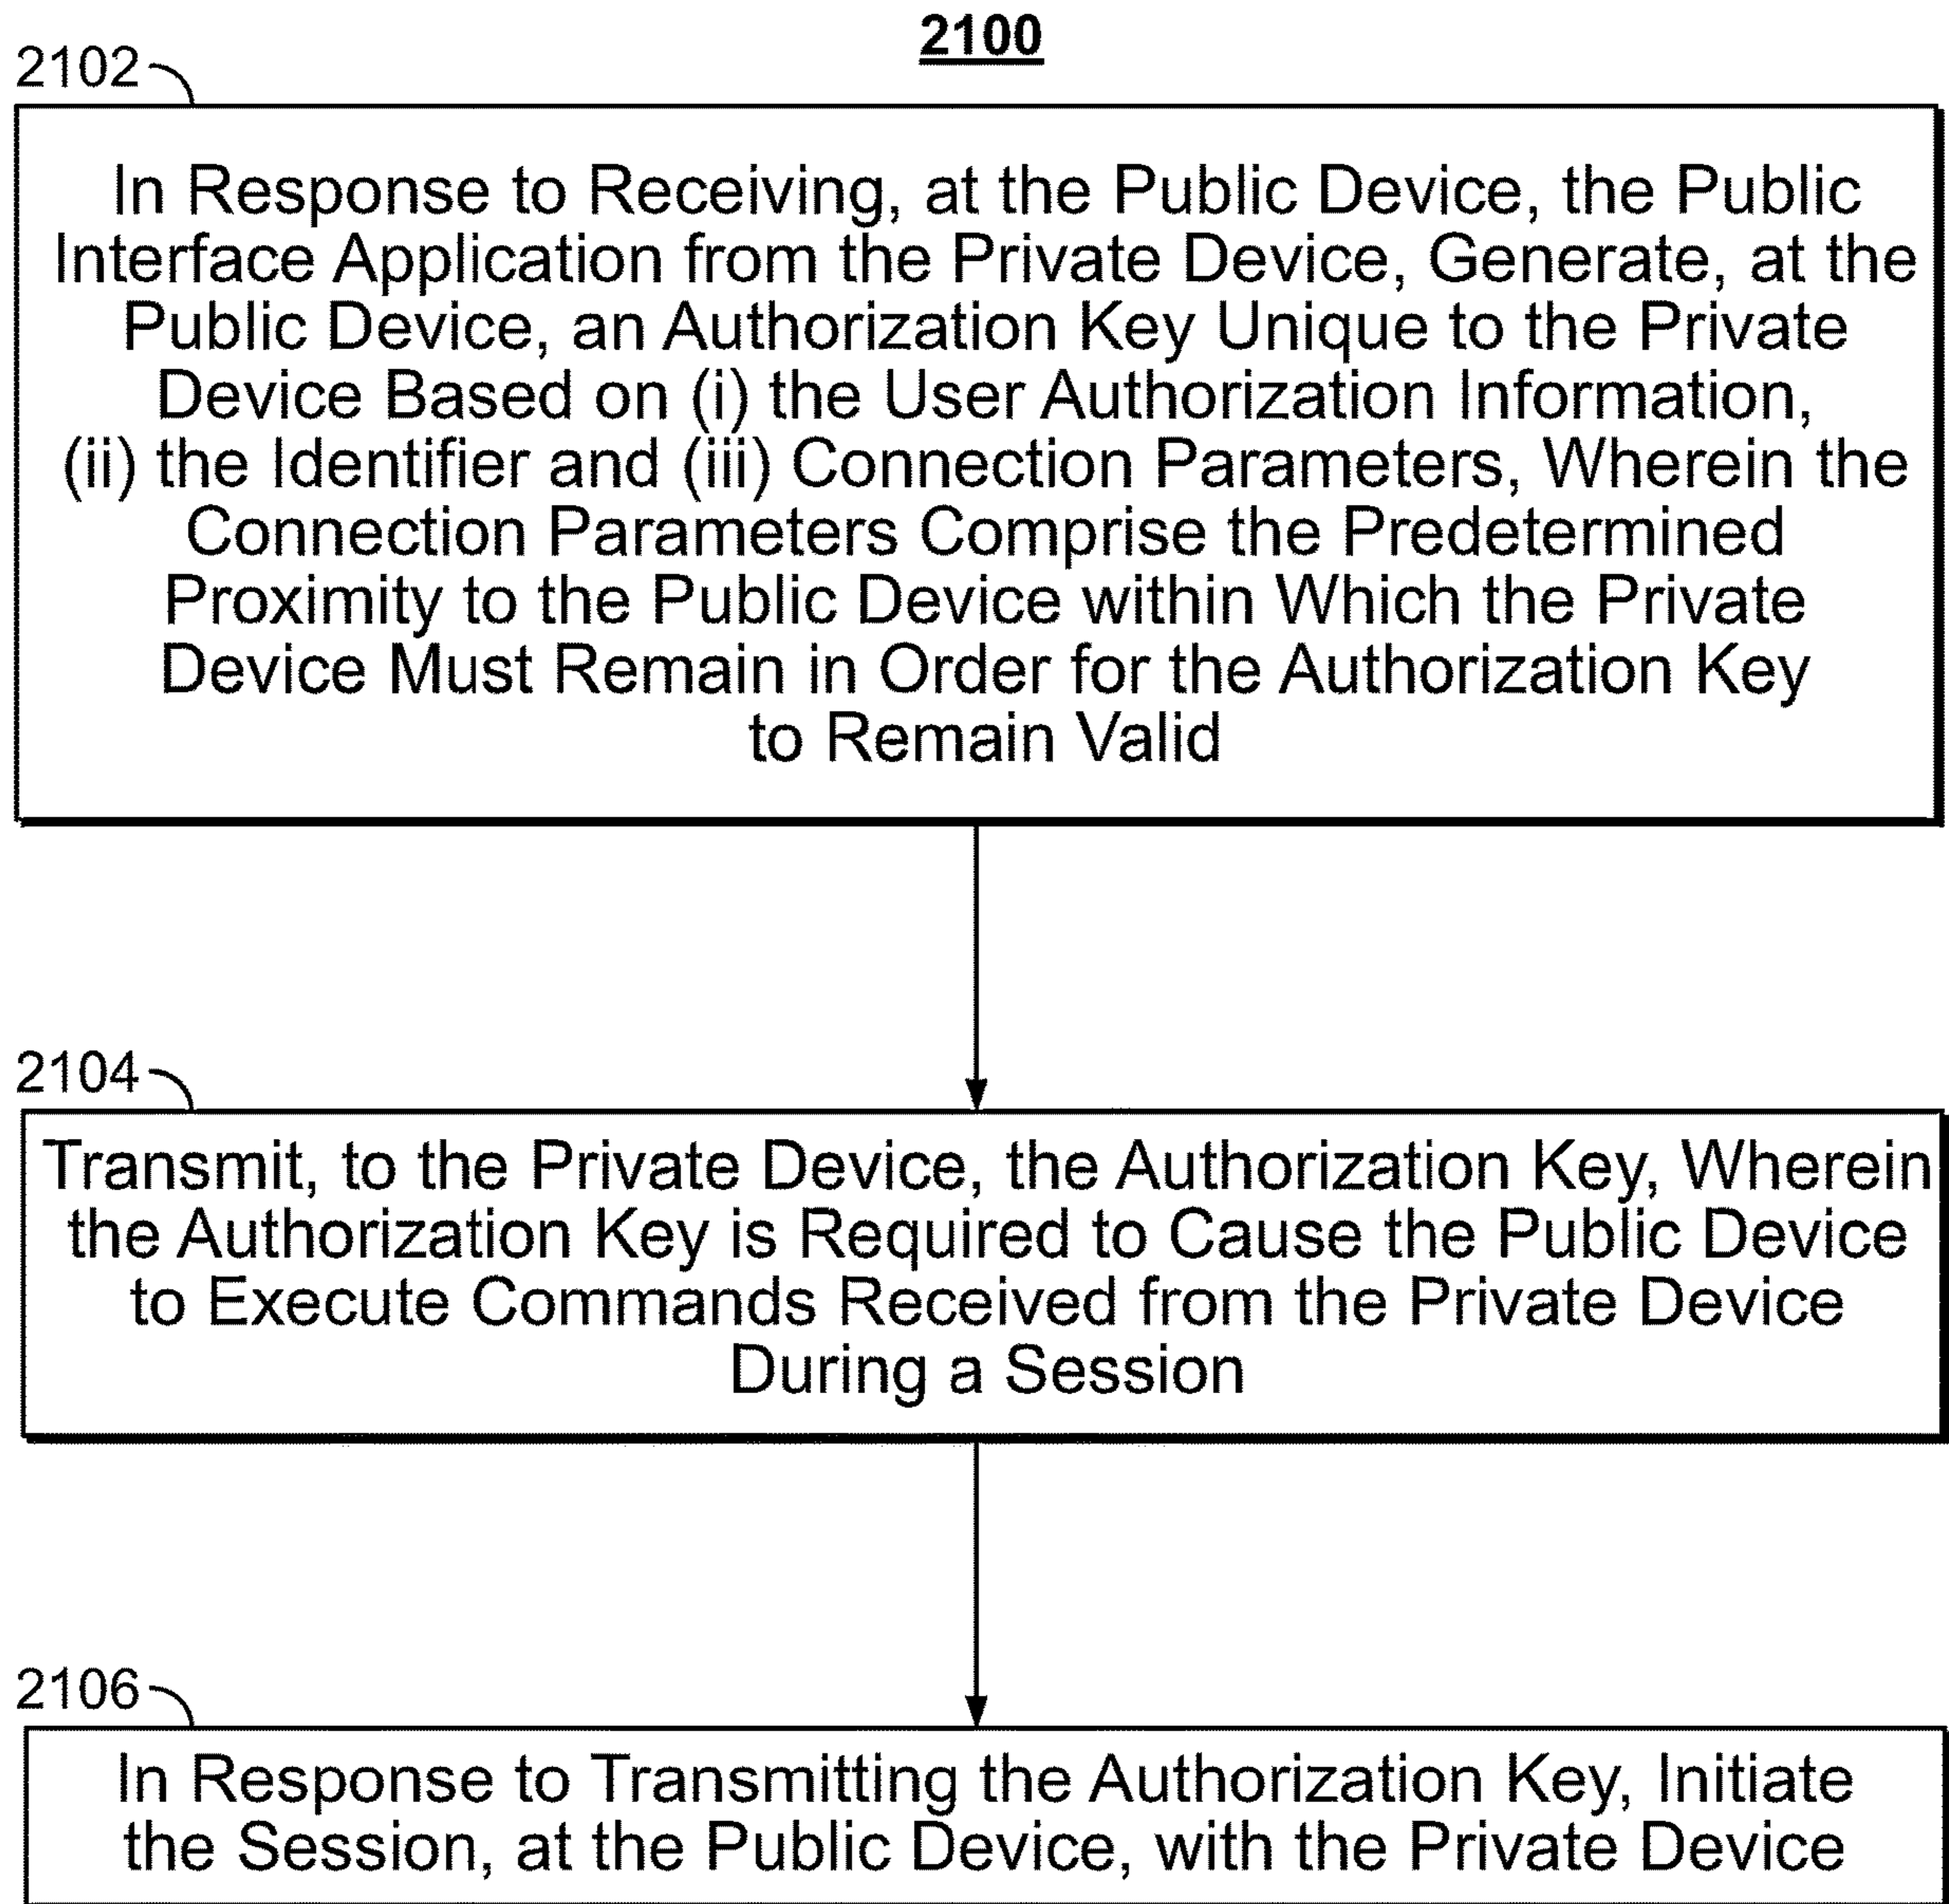 2100
2102
In Response to Receiving, at the Public Device, the Public
Interface Application from the Private Device, Generate, at the
Public Device, an Authorization Key Unique to the Private
Device Based on (i) the User Authorization Information,
(ii) the Identifier and (iii) Connection Parameters, Wherein the
Connection Parameters Comprise the Predetermined
Proximity to the Public Device within Which the Private
Device Must Remain in Order for the Authorization Key
to Remain Valid
2104
Transmit, to the Private Device, the Authorization Key, Wherein
the Authorization Key is Required to Cause the Public Device
to Execute Commands Received from the Private Device
During a Session
2106
In Response to Transmitting the Authorization Key, Initiate
the Session, at the Public Device, with the Private Device